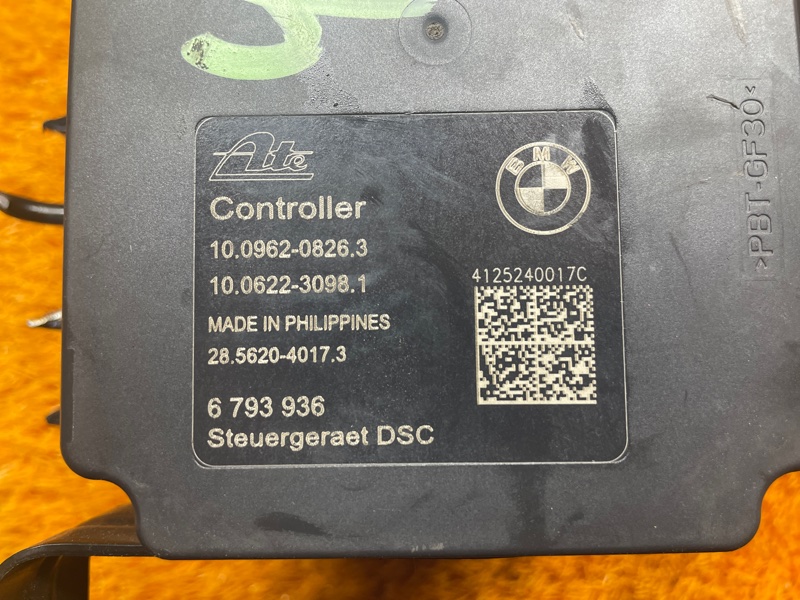 Ate
BMW
Controller
10.0962-0826.3
10.0622-3098.1
4125240017C
MADE IN PHILIPPINES
28.5620-4017.3
6 793 936
Steuergeraet DSC
>PBT-GF30<